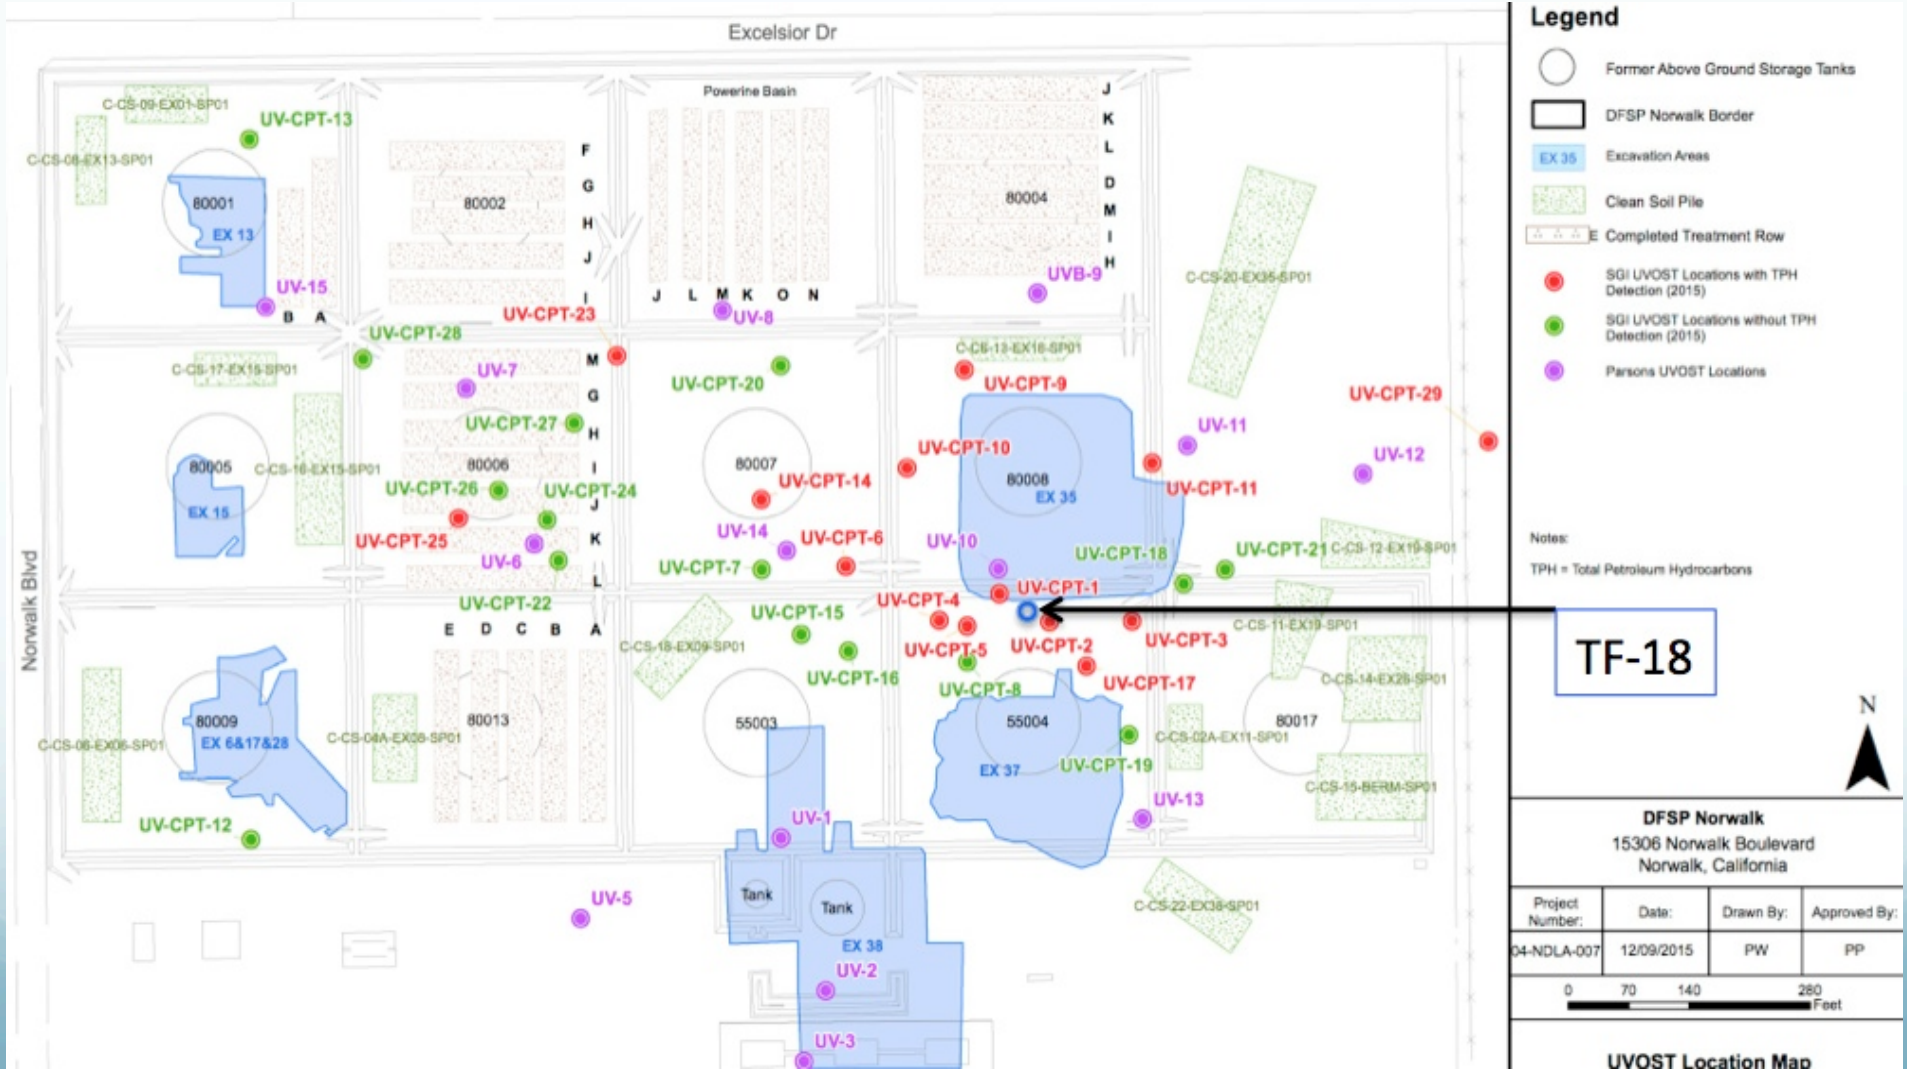 Excelsior Dr
Norwalk Blvd
Powerine Basin
C-CS-09-EX01-SP01
UV-CPT-13
C-CS-08-EX13-SP01
80001
EX 13
UV-15
B A
F
G
H
J
I
80002
UV-CPT-23
J L M K O N
UV-8
J
K
L
D
M
I
H
80004
UVB-9
C-CS-20-EX35-SP01
UV-CPT-28
C-CS-17-EX15-SP01
UV-7
M
G
H
I
J
K
L
UV-CPT-27
80005
C-CS-16-EX15-SP01
EX 15
80006
UV-CPT-26
UV-CPT-24
UV-CPT-25
UV-6
UV-CPT-22
UV-CPT-20
80007
UV-CPT-14
UV-14
UV-CPT-6
UV-CPT-7
C-CS-13-EX16-SP01
UV-CPT-9
UV-CPT-10
80008
EX 35
UV-11
UV-CPT-11
UV-CPT-29
UV-12
UV-10
UV-CPT-18
UV-CPT-21
C-CS-12-EX19-SP01
UV-CPT-1
UV-CPT-4
UV-CPT-5
UV-CPT-2
UV-CPT-3
C-CS-11-EX19-SP01
UV-CPT-17
UV-CPT-15
UV-CPT-16
UV-CPT-8
C-CS-18-EX09-SP01
E D C B A
80009
EX 6&17&28
C-CS-06-EX06-SP01
C-CS-04A-EX08-SP01
80013
55003
55004
EX 37
UV-CPT-19
C-CS-02A-EX11-SP01
80017
C-CS-14-EX28-SP01
C-CS-15-BERM-SP01
UV-CPT-12
UV-1
UV-13
Tank
Tank
EX 38
UV-5
UV-2
UV-3
C-CS-22-EX38-SP01
Legend
Former Above Ground Storage Tanks
DFSP Norwalk Border
EX 35 Excavation Areas
Clean Soil Pile
E Completed Treatment Row
SGI UVOST Locations with TPH
Detection (2015)
SGI UVOST Locations without TPH
Detection (2015)
Parsons UVOST Locations
Notes:
TPH = Total Petroleum Hydrocarbons
TF-18
N
DFSP Norwalk
15306 Norwalk Boulevard
Norwalk, California
Project
Number:
Date:
Drawn By:
Approved By:
04-NDLA-007
12/09/2015
PW
PP
0 70 140 280
Feet
UVOST Location Map